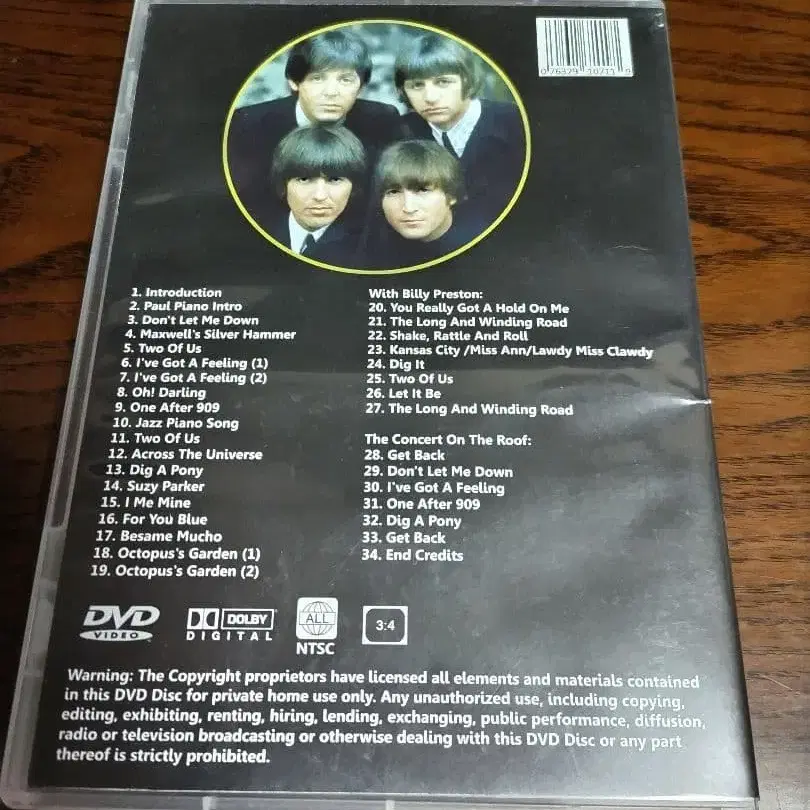 0 76329 10711 9
1. Introduction
2. Paul Piano Intro
3. Don't Let Me Down
4. Maxwell's Silver Hammer
5. Two Of Us
6. I've Got A Feeling (1)
7. I've Got A Feeling (2)
8. Oh! Darling
9. One After 909
10. Jazz Piano Song
11. Two Of Us
12. Across The Universe
13. Dig A Pony
14. Suzy Parker
15. I Me Mine
16. For You Blue
17. Besame Mucho
18. Octopus's Garden (1)
19. Octopus's Garden (2)
With Billy Preston:
20. You Really Got A Hold On Me
21. The Long And Winding Road
22. Shake, Rattle And Roll
23. Kansas City /Miss Ann/Lawdy Miss Clawdy
24. Dig It
25. Two Of Us
26. Let It Be
27. The Long And Winding Road
The Concert On The Roof:
28. Get Back
29. Don't Let Me Down
30. I've Got A Feeling
31. One After 909
32. Dig A Pony
33. Get Back
34. End Credits
DVD
VIDEO
DOLBY
DIGITAL
ALL
NTSC
3:4
Warning: The Copyright proprietors have licensed all elements and materials contained
in this DVD Disc for private home use only. Any unauthorized use, including copying,
editing, exhibiting, renting, hiring, lending, exchanging, public performance, diffusion,
radio or television broadcasting or otherwise dealing with this DVD Disc or any part
thereof is strictly prohibited.